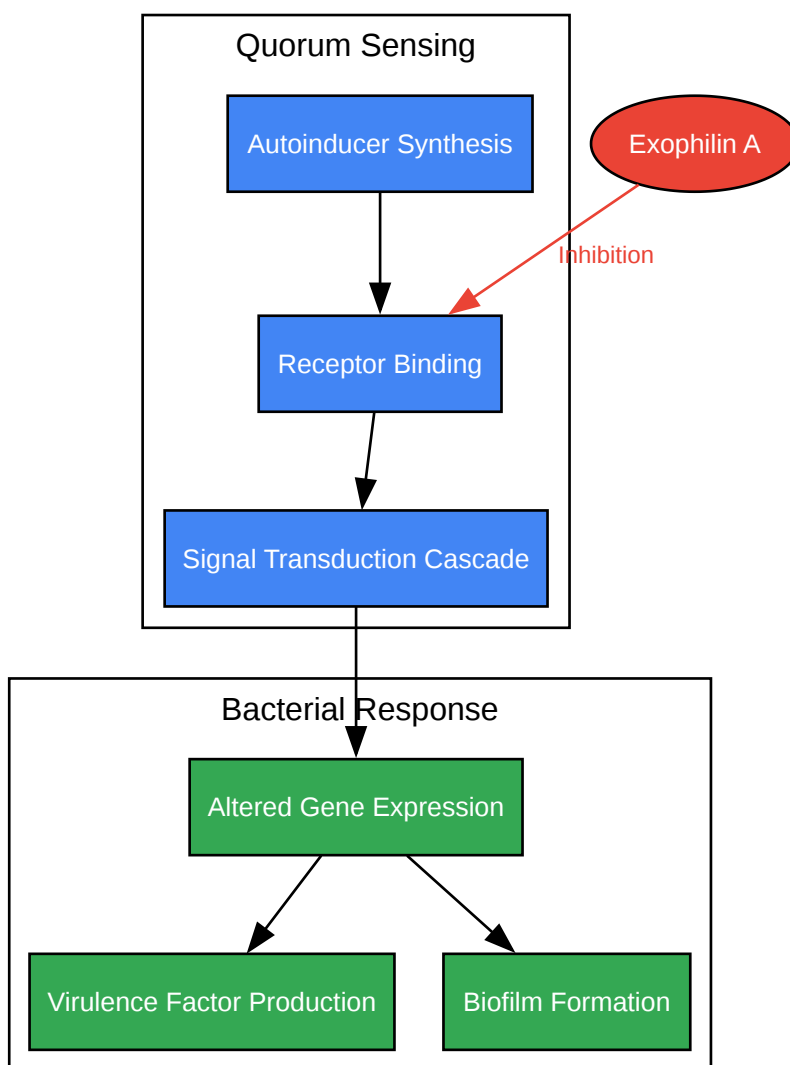 Quorum Sensing
Autoinducer Synthesis
Exophilin A
Inhibition
Receptor Binding
Signal Transduction Cascade
Bacterial Response
Altered Gene Expression
Virulence Factor Production
Biofilm Formation